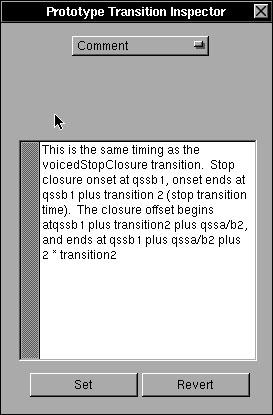 Prototype Transition Inspector
Comment
This is the same timing as the
voicedStopClosure transition.  Stop
closure onset at qssb1, onset ends at
qssb1 plus transition 2 (stop transition
time).  The closure offset begins
atqssb1 plus transition2 plus qssa/b2,
and ends at qssb1 plus qssa/b2 plus
2 * transition2
Set
Revert